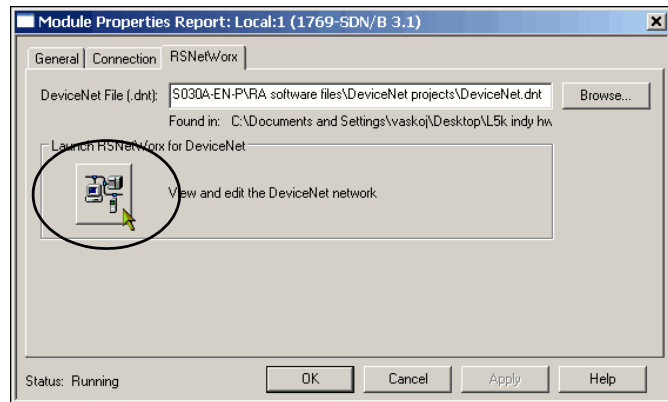 Module Properties Report: Local:1 (1769-SDN/B 3.1)
General Connection RSNetWorx
DeviceNet File (.dnt): S030A-EN-P\RA software files\DeviceNet projects\DeviceNet.dnt Browse...
Found in: C:\Documents and Settings\vaskoj\Desktop\L5k indy hw
Launch RSNetWorx for DeviceNet
View and edit the DeviceNet network
Status: Running OK Cancel Apply Help